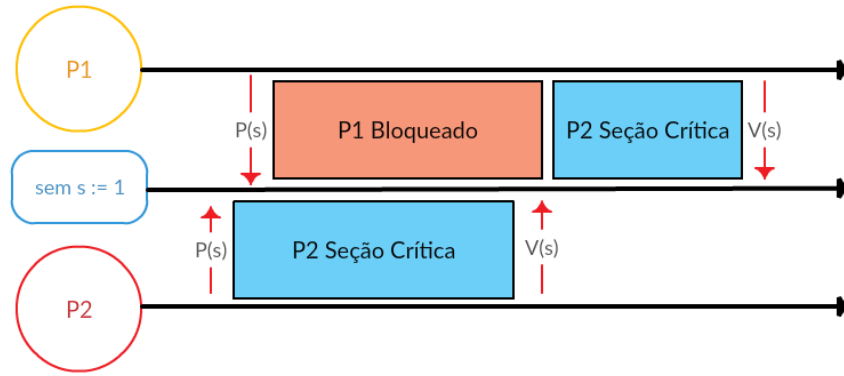 P1
P(s)
P1 Bloqueado
P2 Seção Crítica
V(s)
sem s := 1
P(s)
P2 Seção Crítica
V(s)
P2